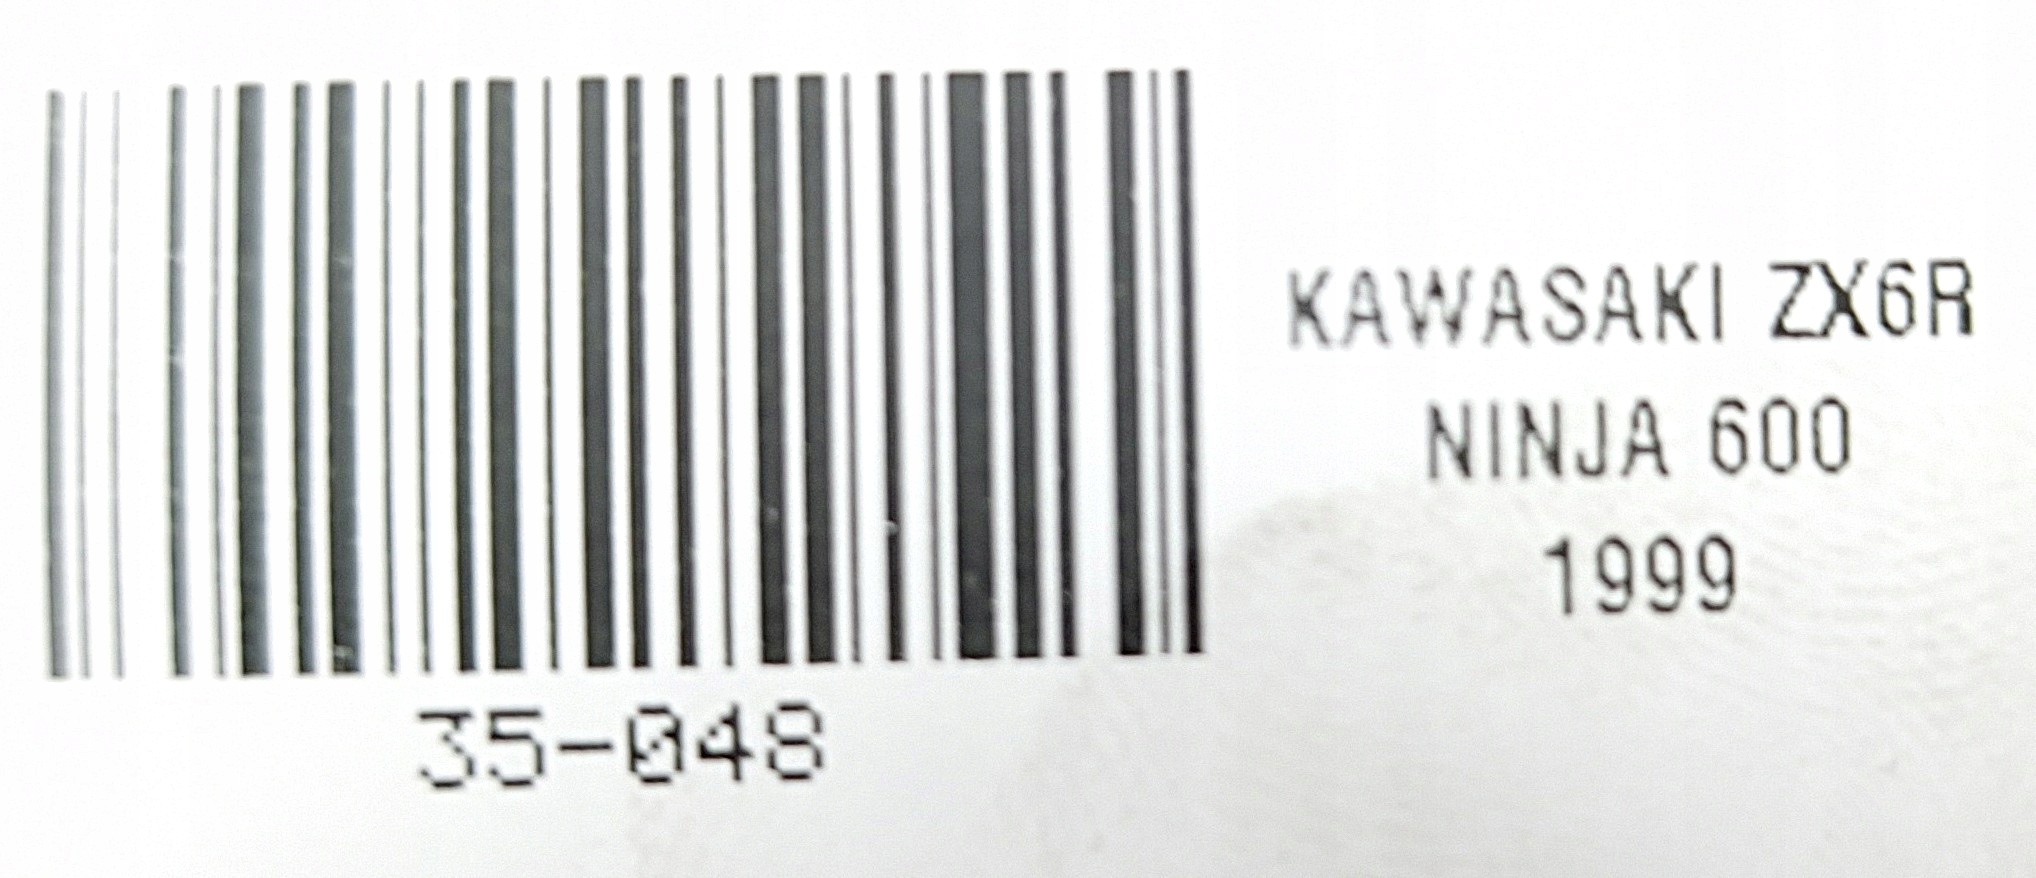 35-048
KAWASAKI ZX6R
NINJA 600
1999